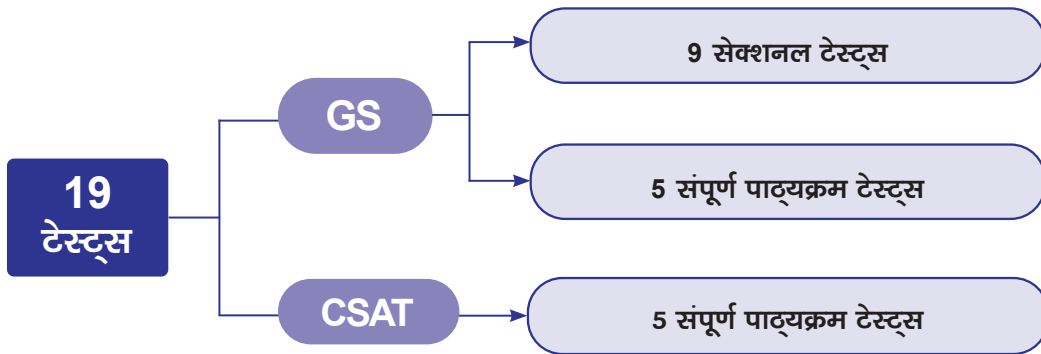 19
टेस्ट्स
GS
9 सेक्शनल टेस्ट्स
5 संपूर्ण पाठ्यक्रम टेस्ट्स
CSAT
5 संपूर्ण पाठ्यक्रम टेस्ट्स